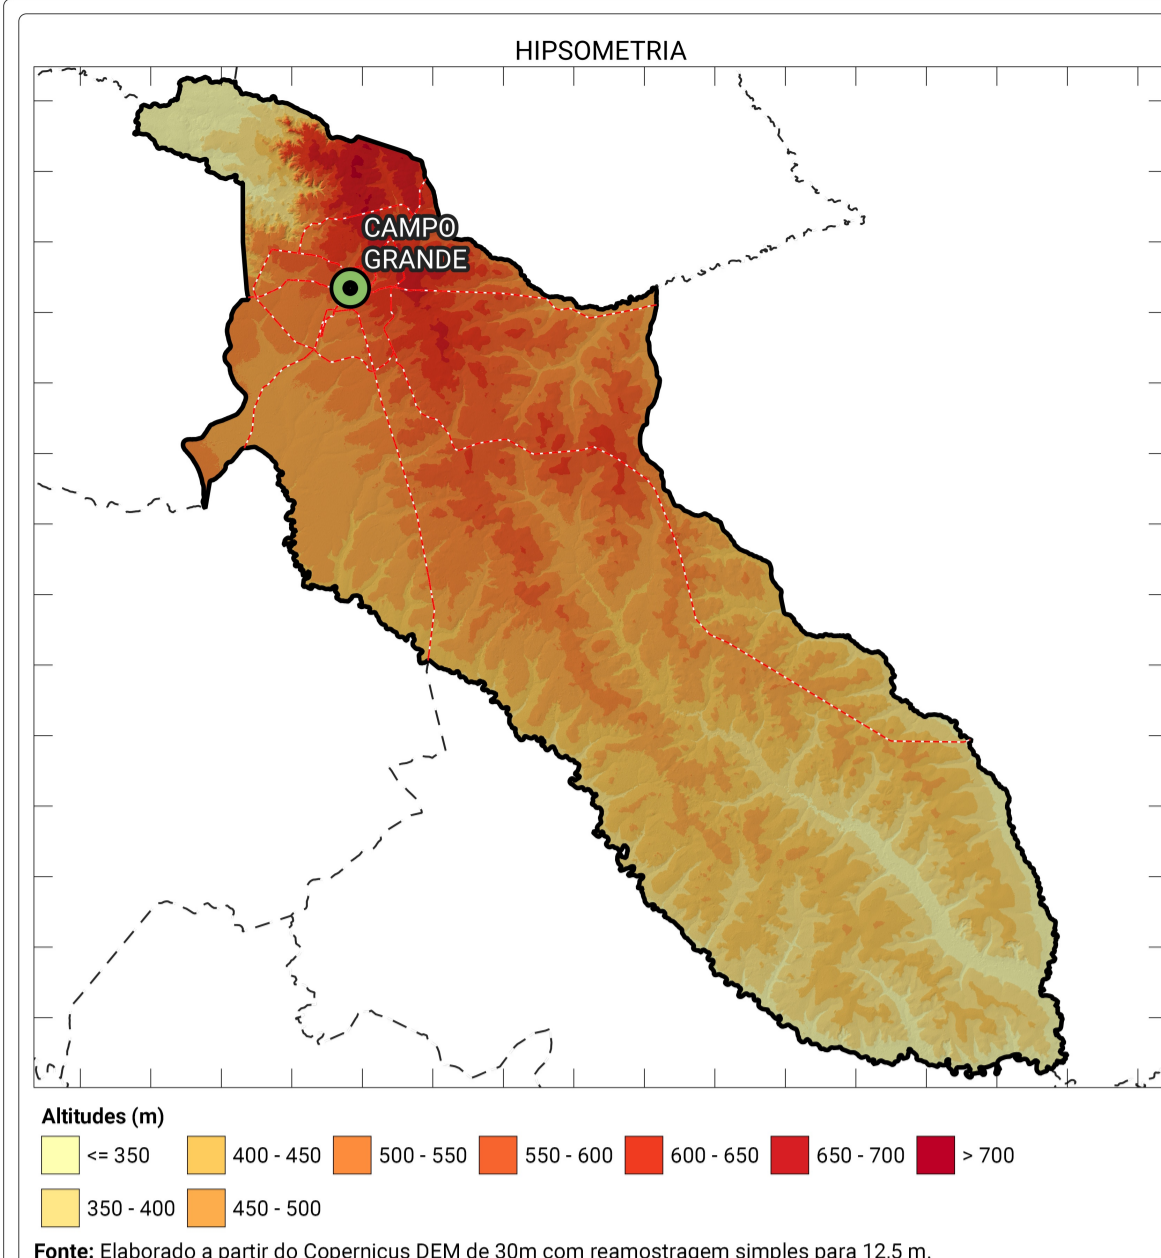 HIPSOMETRIA
CAMPO
GRANDE
Altitudes (m)
<= 350
400 - 450
500 - 550
550 - 600
600 - 650
650 - 700
> 700
350 - 400
450 - 500
Fonte: Elaborado a partir do Copernicus DEM de 30m com reamostragem simples para 12,5 m.